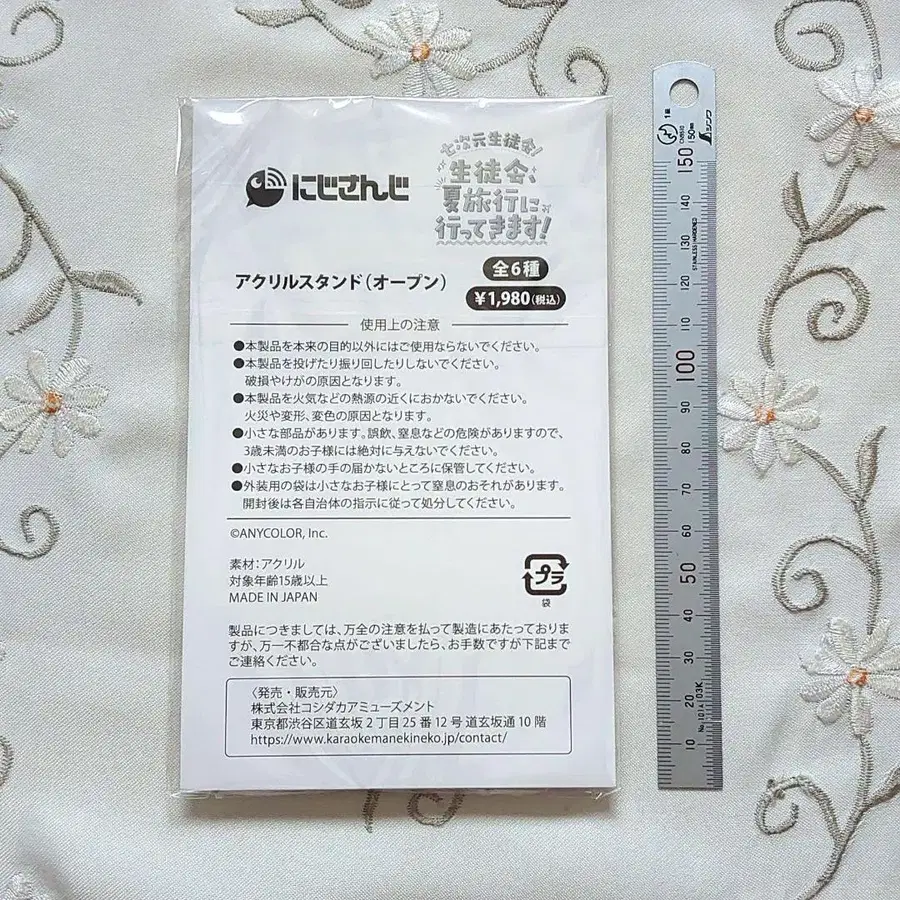 にじさんじ
七次元生徒会!
生徒会、
夏旅行に
行ってきます!
アクリルスタンド(オープン)
全6種
¥1,980(税込)
使用上の注意
●本製品を本来の目的以外にはご使用ならないでください。
●本製品を投げたり振り回したりしないでください。
破損やけがの原因となります。
●本製品を火気などの熱源の近くにおかないでください。
火災や変形、変色の原因となります。
●小さな部品があります。誤飲、窒息などの危険がありますので、
3歳未満のお子様には絶対に与えないでください。
●小さなお子様の手の届かないところに保管してください。
●外装用の袋は小さなお子様にとって窒息のおそれがあります。
開封後は各自治体の指示に従って処分してください。
©ANYCOLOR, Inc.
素材:アクリル
対象年齢15歳以上
MADE IN JAPAN
プラ
袋
製品につきましては、万全の注意を払って製造にあたっておりま
すが、万一不都合な点がございましたら、お手数ですが下記まで
ご連絡ください。
〈発売・販売元〉
株式会社コシダカアミューズメント
東京都渋谷区道玄坂2丁目25番12号 道玄坂通10階
https://www.karaokemanekineko.jp/contact/
シンワ
1級
150㎜
150
140
130
120
110
100
90
80
70
60
50
40
30
20
10
STAINLESS HARDENED